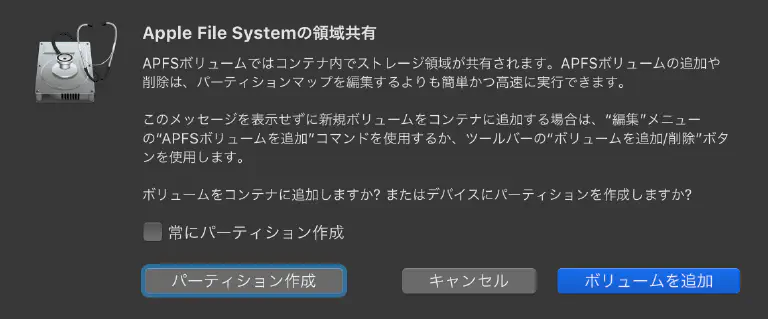 Apple File Systemの領域共有
APFSボリュームではコンテナ内でストレージ領域が共有されます。APFSボリュームの追加や
削除は、パーティションマップを編集するよりも簡単かつ高速に実行できます。
このメッセージを表示せずに新規ボリュームをコンテナに追加する場合は、“編集”メニュー
の“APFSボリュームを追加”コマンドを使用するか、ツールバーの“ボリュームを追加/削除”ボタ
ンを使用します。
ボリュームをコンテナに追加しますか? またはデバイスにパーティションを作成しますか?
常にパーティション作成
パーティション作成
キャンセル
ボリュームを追加